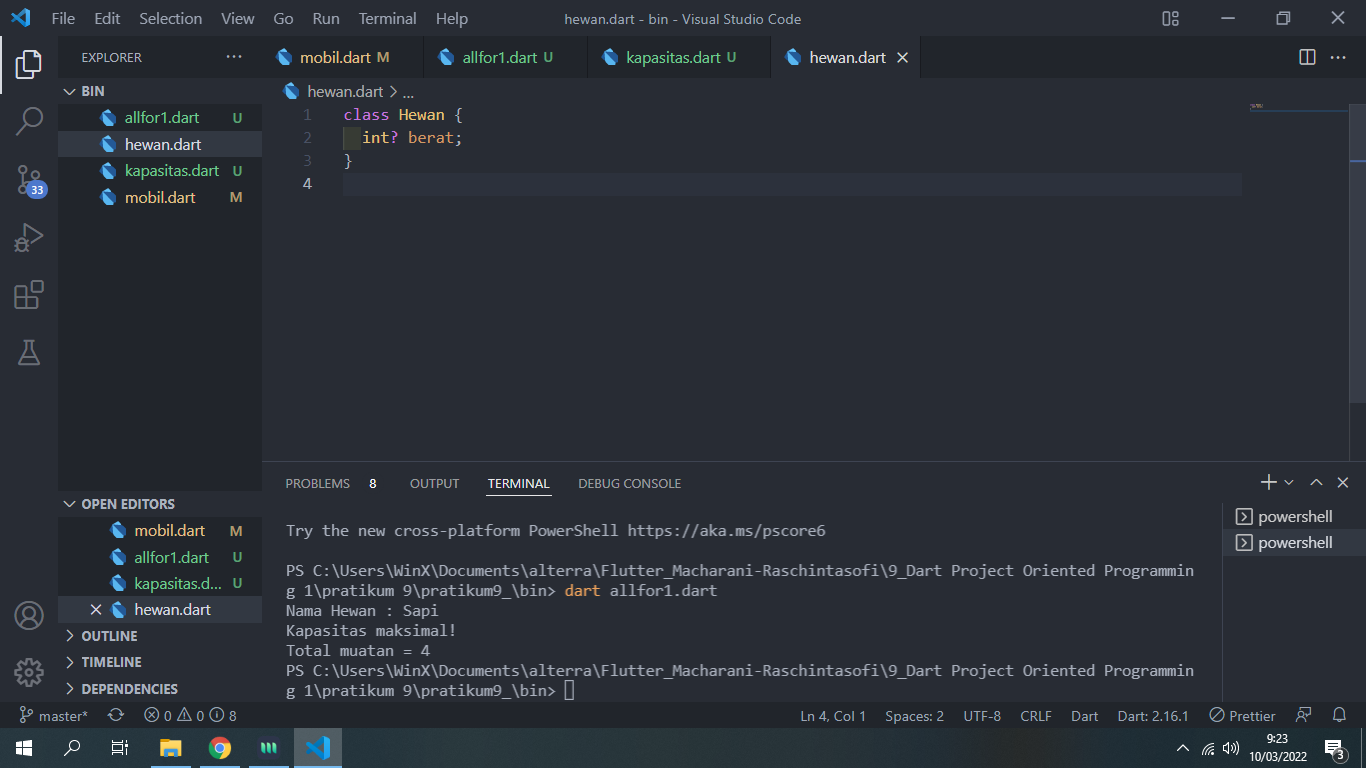 File Edit Selection View Go Run Terminal Help hewan.dart - bin - Visual Studio Code
EXPLORER ...
mobil.dart M allfor1.dart U kapasitas.dart U hewan.dart
BIN
allfor1.dart U
hewan.dart
kapasitas.dart U
mobil.dart M
33
hewan.dart > ...
1 class Hewan {
2 int? berat;
3 }
4
OPEN EDITORS
mobil.dart M
allfor1.dart U
kapasitas.d... U
hewan.dart
OUTLINE
TIMELINE
DEPENDENCIES
PROBLEMS 8 OUTPUT TERMINAL DEBUG CONSOLE
Try the new cross-platform PowerShell https://aka.ms/pscore6
PS C:\Users\WinX\Documents\alterra\Flutter_Macharani-Raschintasofi\9_Dart Project Oriented Programmin
g 1\pratikum 9\pratikum9_\bin> dart allfor1.dart
Nama Hewan : Sapi
Kapasitas maksimal!
Total muatan = 4
PS C:\Users\WinX\Documents\alterra\Flutter_Macharani-Raschintasofi\9_Dart Project Oriented Programmin
g 1\pratikum 9\pratikum9_\bin>
powershell
powershell
master* 0 0 8 Ln 4, Col 1 Spaces: 2 UTF-8 CRLF Dart Dart: 2.16.1 Prettier
9:23
10/03/2022
3